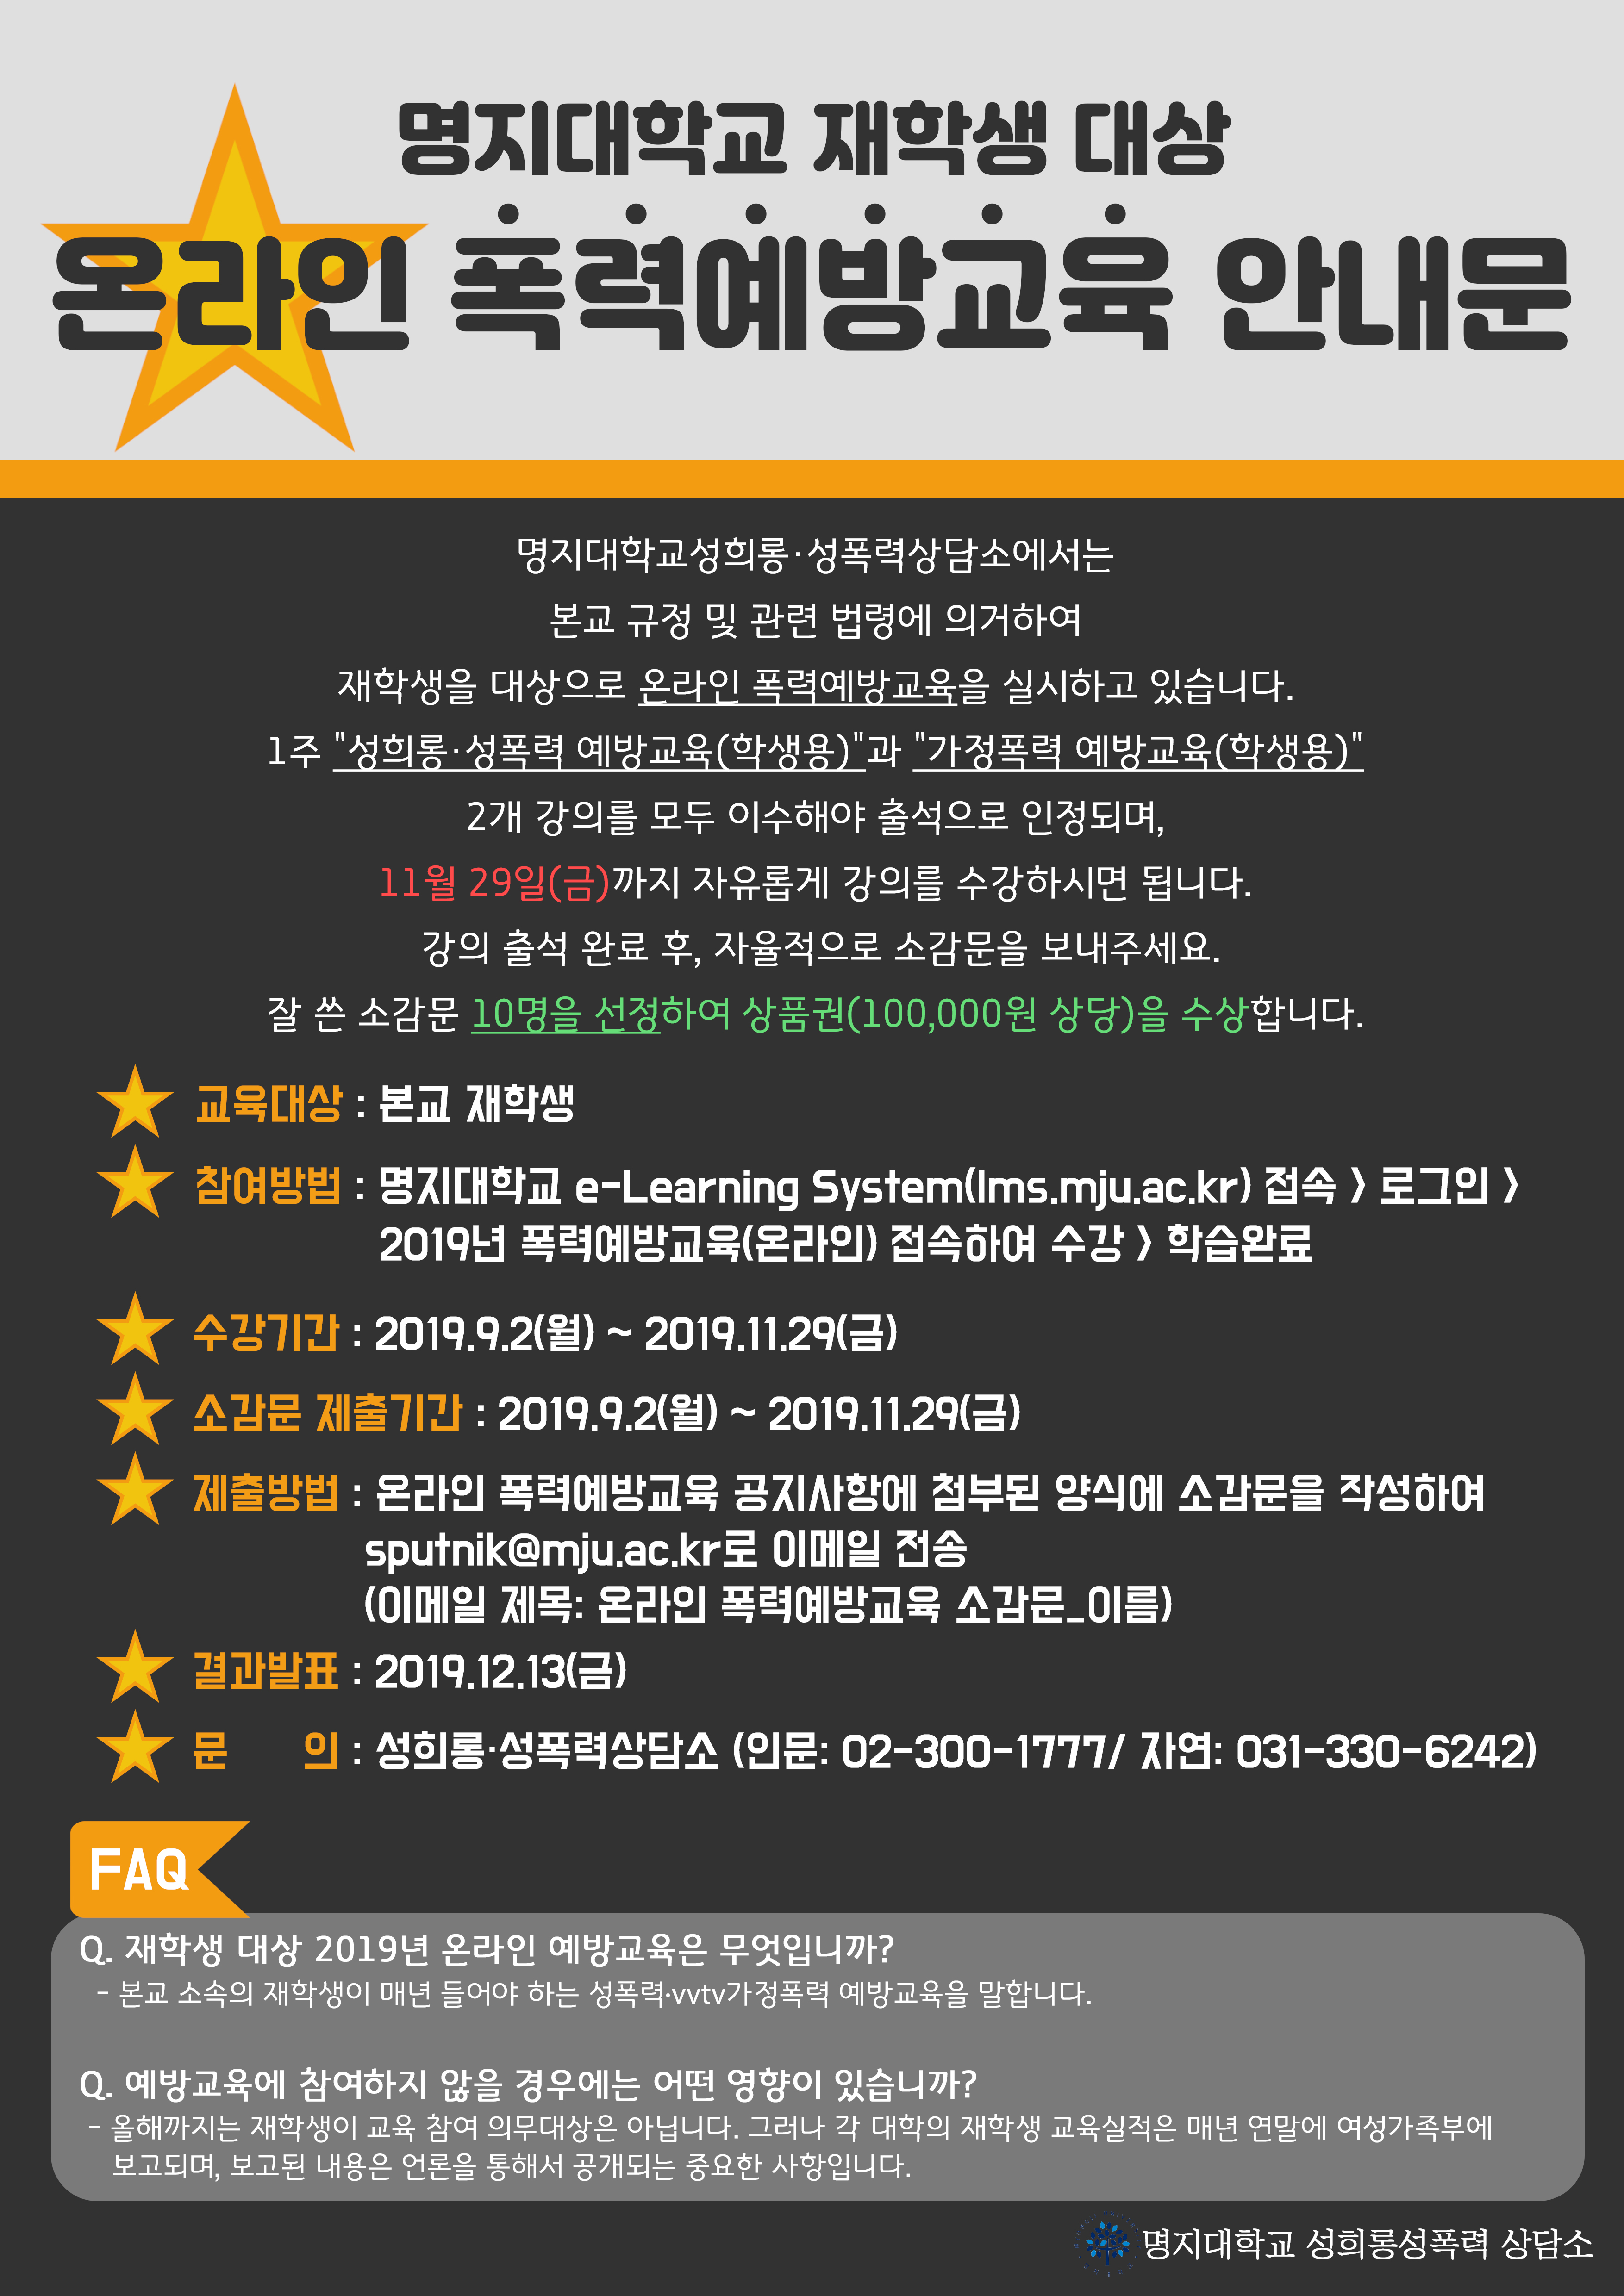 명지대학교 재학생 대상
온라인 폭력예방교육 안내문
명지대학교성희롱·성폭력상담소에서는
본교 규정 및 관련 법령에 의거하여
재학생을 대상으로 온라인 폭력예방교육을 실시하고 있습니다.
1주 "성희롱·성폭력 예방교육(학생용)"과 "가정폭력 예방교육(학생용)"
2개 강의를 모두 이수해야 출석으로 인정되며,
11월 29일(금)까지 자유롭게 강의를 수강하시면 됩니다.
강의 출석 완료 후, 자율적으로 소감문을 보내주세요.
잘 쓴 소감문 10명을 선정하여 상품권(100,000원 상당)을 수상합니다.
교육대상 : 본교 재학생
참여방법 : 명지대학교 e-Learning System(lms.mju.ac.kr) 접속 > 로그인 >
2019년 폭력예방교육(온라인) 접속하여 수강 > 학습완료
수강기간 : 2019.9.2(월) ~ 2019.11.29(금)
소감문 제출기간 : 2019.9.2(월) ~ 2019.11.29(금)
제출방법 : 온라인 폭력예방교육 공지사항에 첨부된 양식에 소감문을 작성하여
sputnik@mju.ac.kr로 이메일 전송
(이메일 제목: 온라인 폭력예방교육 소감문_이름)
결과발표 : 2019.12.13(금)
문 의 : 성희롱·성폭력상담소 (인문: 02-300-1777/ 자연: 031-330-6242)
FAQ
Q. 재학생 대상 2019년 온라인 예방교육은 무엇입니까?
- 본교 소속의 재학생이 매년 들어야 하는 성폭력·vvtv가정폭력 예방교육을 말합니다.
Q. 예방교육에 참여하지 않을 경우에는 어떤 영향이 있습니까?
- 올해까지는 재학생이 교육 참여 의무대상은 아닙니다. 그러나 각 대학의 재학생 교육실적은 매년 연말에 여성가족부에
보고되며, 보고된 내용은 언론을 통해서 공개되는 중요한 사항입니다.
명지대학교 성희롱성폭력 상담소